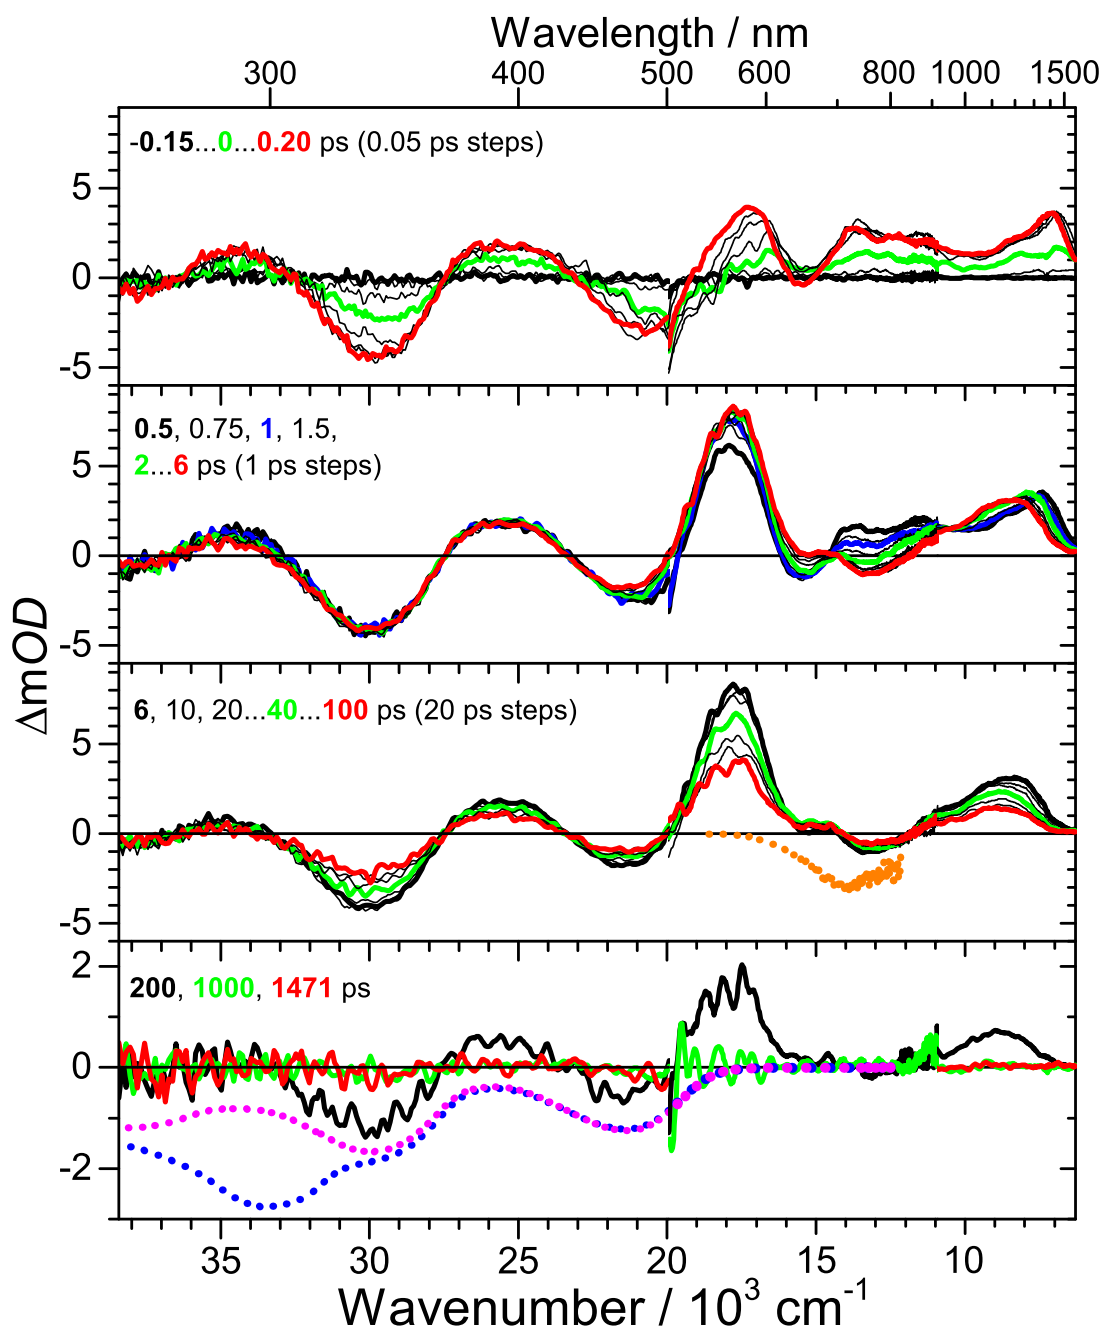 Wavelength / nm
300 400 500 600 800 1000 1500
-0.15...0...0.20 ps (0.05 ps steps)
5
0
-5
0.5, 0.75, 1, 1.5,
2...6 ps (1 ps steps)
5
0
-5
ΔmOD
6, 10, 20...40...100 ps (20 ps steps)
5
0
-5
200, 1000, 1471 ps
2
0
-2
35 30 25 20 15 10
Wavenumber / 10³ cm⁻¹